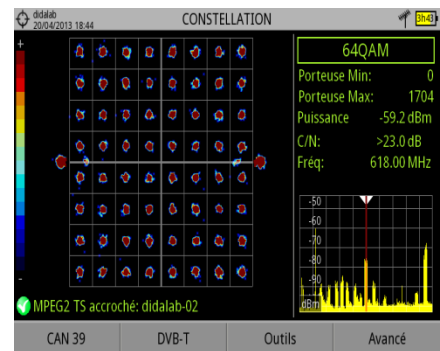 didalab
20/04/2013 18:44
CONSTELLATION
3h43
+
64QAM
Porteuse Min: 0
Porteuse Max: 1704
Puissance -59.2 dBm
C/N: >23.0 dB
Fréq: 618.00 MHz
-50
-60
-70
-80
-90
dBm
-
MPEG2 TS accroché: didalab-02
CAN 39 DVB-T Outils Avancé